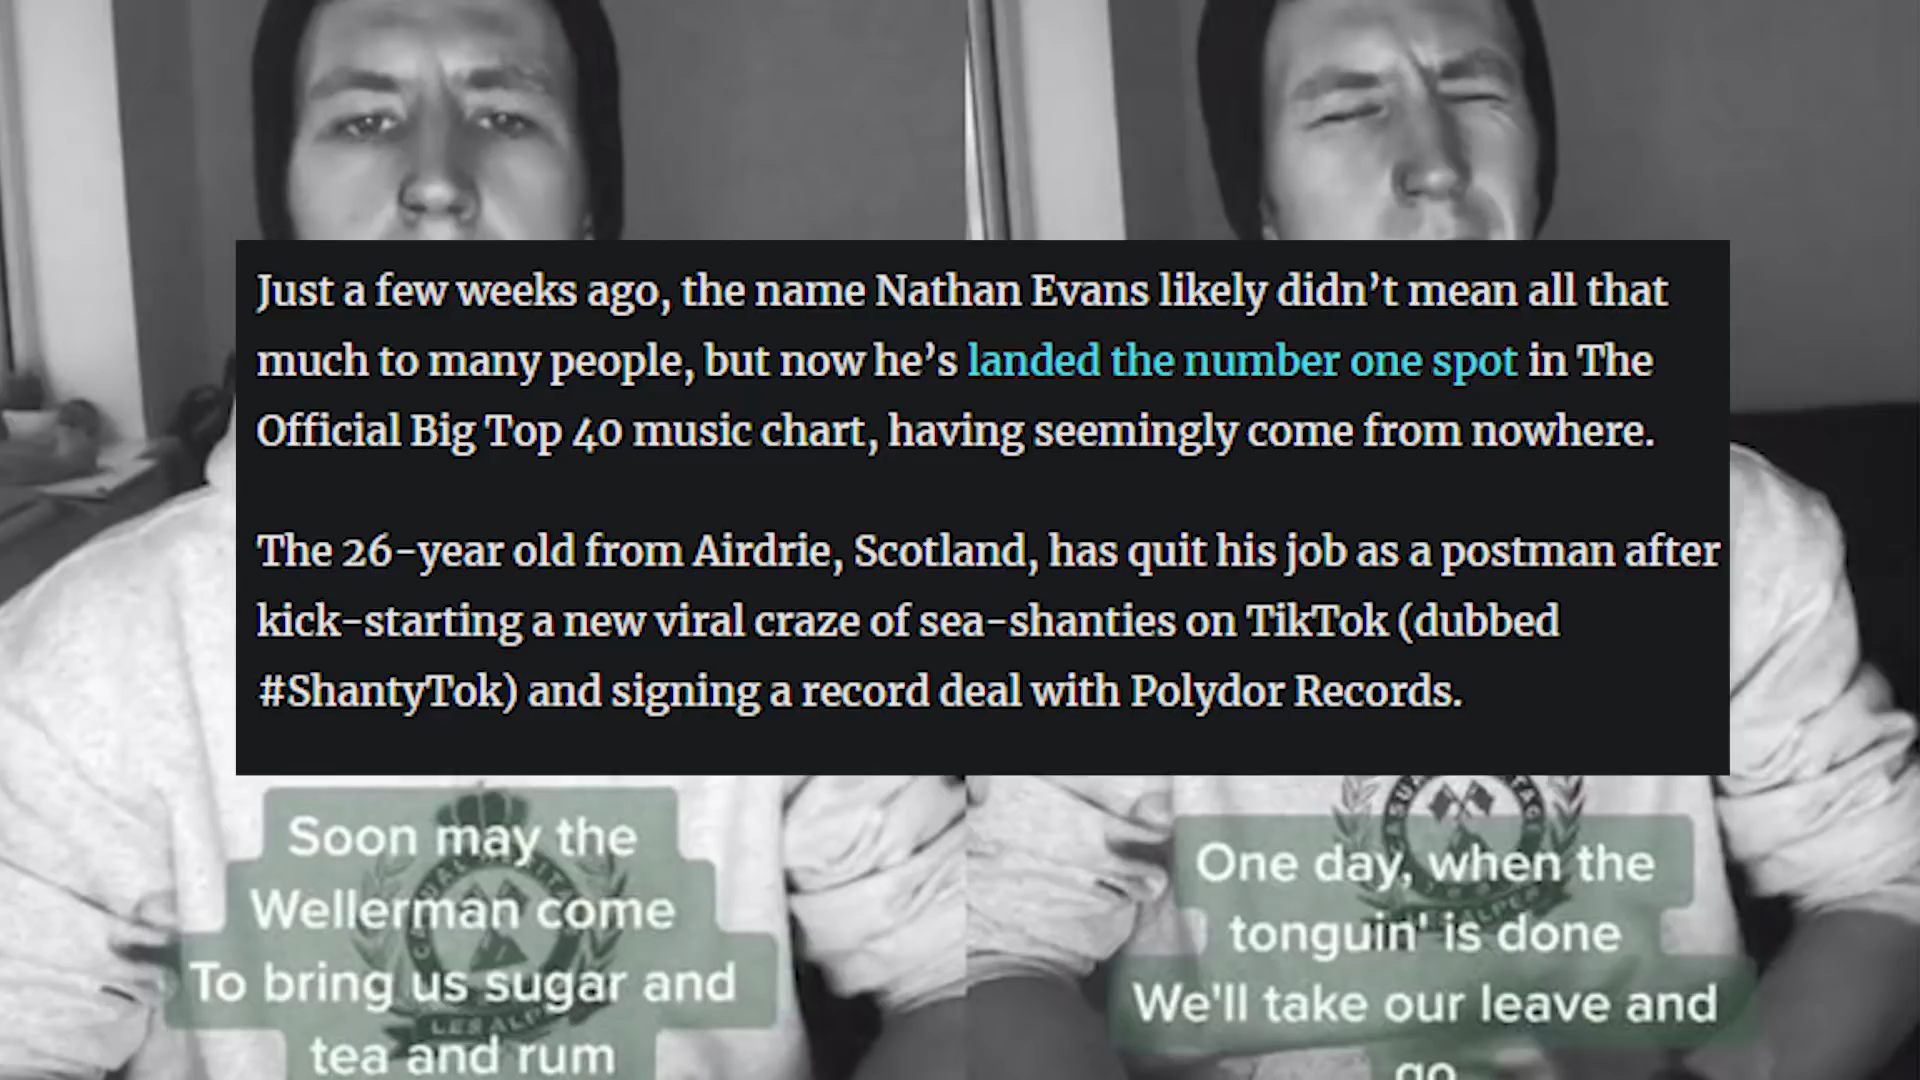 Just a few weeks ago, the name Nathan Evans likely didn’t mean all that
much to many people, but now he’s landed the number one spot in The
Official Big Top 40 music chart, having seemingly come from nowhere.
The 26-year old from Airdrie, Scotland, has quit his job as a postman after
kick-starting a new viral craze of sea-shanties on TikTok (dubbed
#ShantyTok) and signing a record deal with Polydor Records.
Soon may the
Wellerman come
To bring us sugar and
tea and rum
One day, when the
tonguin' is done
We'll take our leave and
go